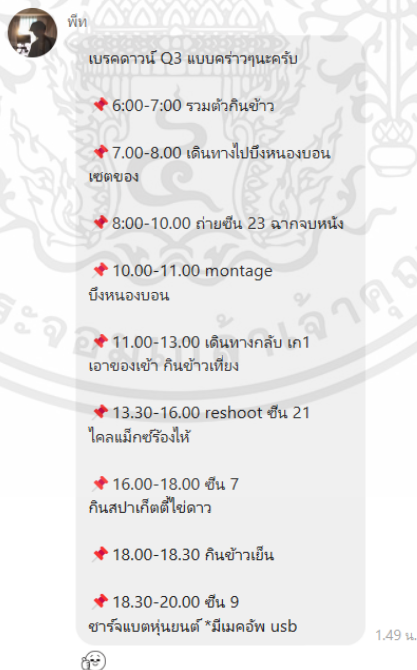 พีท
เบรคดาวน์ Q3 แบบคร่าวๆนะครับ
📌 6:00-7:00 รวมตัวกินข้าว
📌 7.00-8.00 เดินทางไปบึงหนองบอน
เซตของ
📌 8:00-10.00 ถ่ายซีน 23 ฉากจบหนัง
📌 10.00-11.00 montage
บึงหนองบอน
📌 11.00-13.00 เดินทางกลับ เก1
เอาของเข้า กินข้าวเที่ยง
📌 13.30-16.00 reshoot ซีน 21
ไคลแม็กซ์ร้องไห้
📌 16.00-18.00 ซีน 7
กินสปาเก็ตตี้ไข่ดาว
📌 18.00-18.30 กินข้าวเย็น
📌 18.30-20.00 ซีน 9
ชาร์จแบตหุ่นยนต์ *มีเมคอัพ usb
1.49 น.